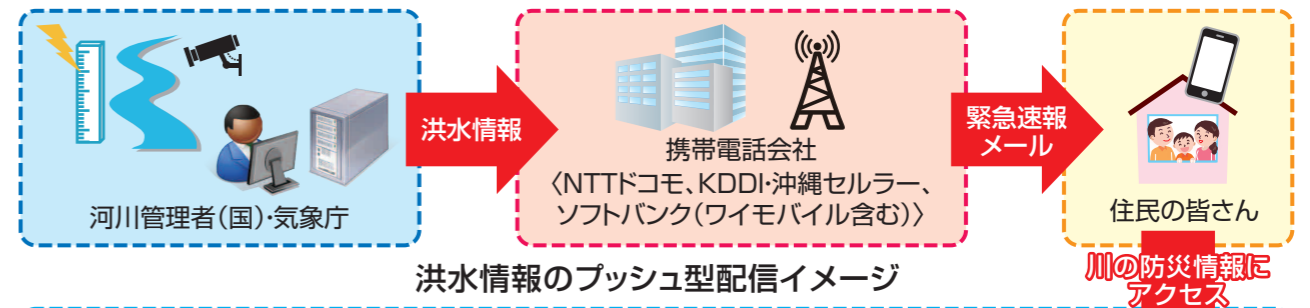 河川管理者(国)・気象庁
洪水情報
携帯電話会社
〈NTTドコモ、KDDI・沖縄セルラー、
ソフトバンク(ワイモバイル含む)〉
緊急速報
メール
住民の皆さん
川の防災情報に
アクセス
洪水情報のプッシュ型配信イメージ